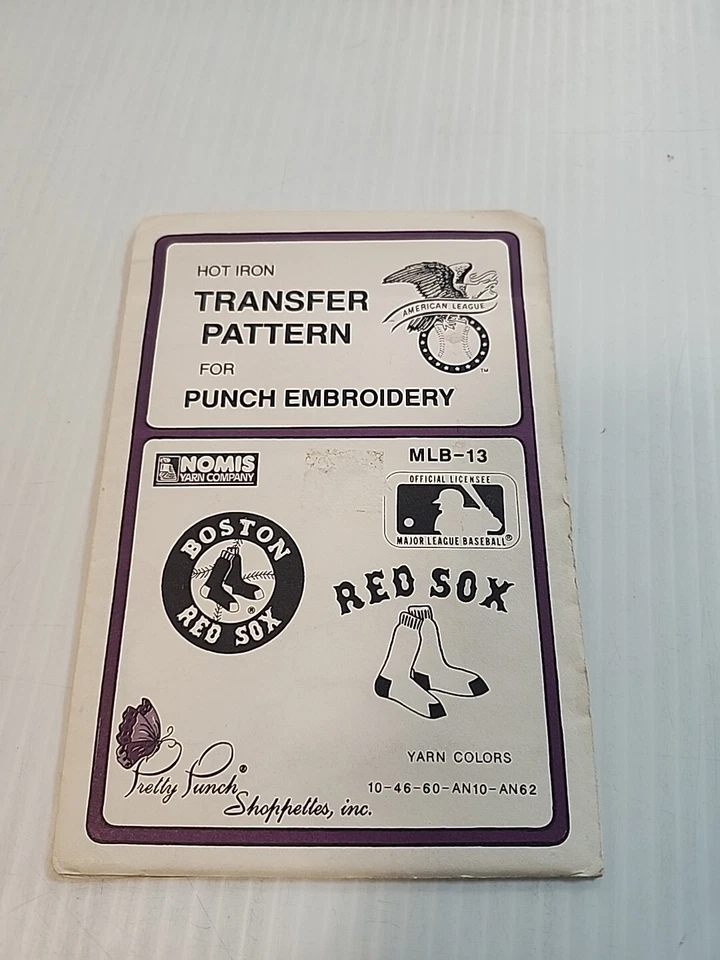 HOT IRON
TRANSFER
PATTERN
FOR
PUNCH EMBROIDERY
AMERICAN LEAGUE
TM
NOMIS
YARN COMPANY
MLB-13
OFFICIAL LICENSEE
MAJOR LEAGUE BASEBALL®
BOSTON
RED SOX
®
RED SOX
Pretty Punch®
Shoppettes, inc.
YARN COLORS
10-46-60-AN10-AN62